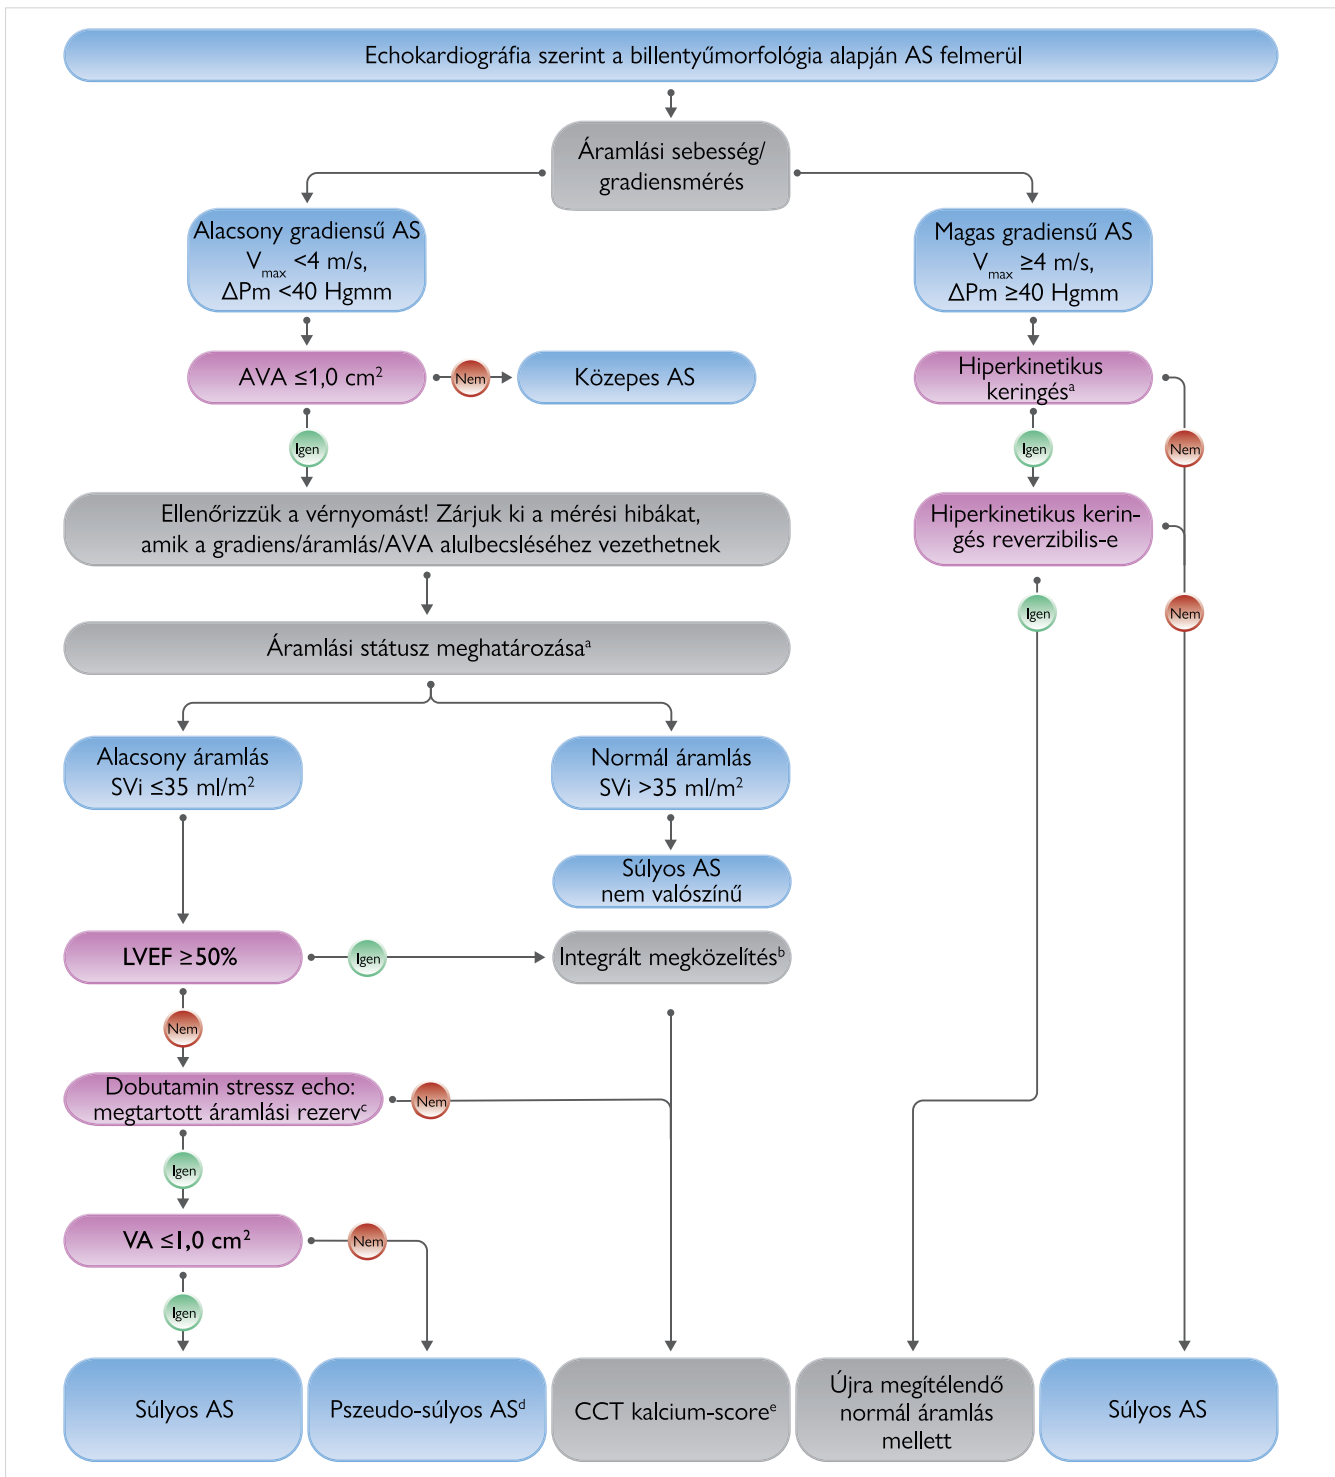 Echokardiográfia szerint a billentyűmorfológia alapján AS felmerül
Áramlási sebesség/
gradiensmérés
Alacsony gradiensű AS
Vmax <4 m/s,
ΔPm <40 Hgmm
Magas gradiensű AS
Vmax ≥4 m/s,
ΔPm ≥40 Hgmm
AVA ≤1,0 cm²
Nem
Közepes AS
Hiperkinetikus
keringésᵃ
Igen
Igen
Nem
Ellenőrizzük a vérnyomást! Zárjuk ki a mérési hibákat,
amik a gradiens/áramlás/AVA alulbecsléséhez vezethetnek
Hiperkinetikus kerin-
gés reverzibilis-e
Igen
Nem
Áramlási státusz meghatározásaᵃ
Alacsony áramlás
SVi ≤35 ml/m²
Normál áramlás
SVi >35 ml/m²
Súlyos AS
nem valószínű
LVEF ≥50%
Igen
Integrált megközelítésᵇ
Nem
Dobutamin stressz echo:
megtartott áramlási rezervᶜ
Nem
Igen
VA ≤1,0 cm²
Nem
Igen
Súlyos AS
Pszeudo-súlyos ASᵈ
CCT kalcium-scoreᵉ
Újra megítélendő
normál áramlás
mellett
Súlyos AS